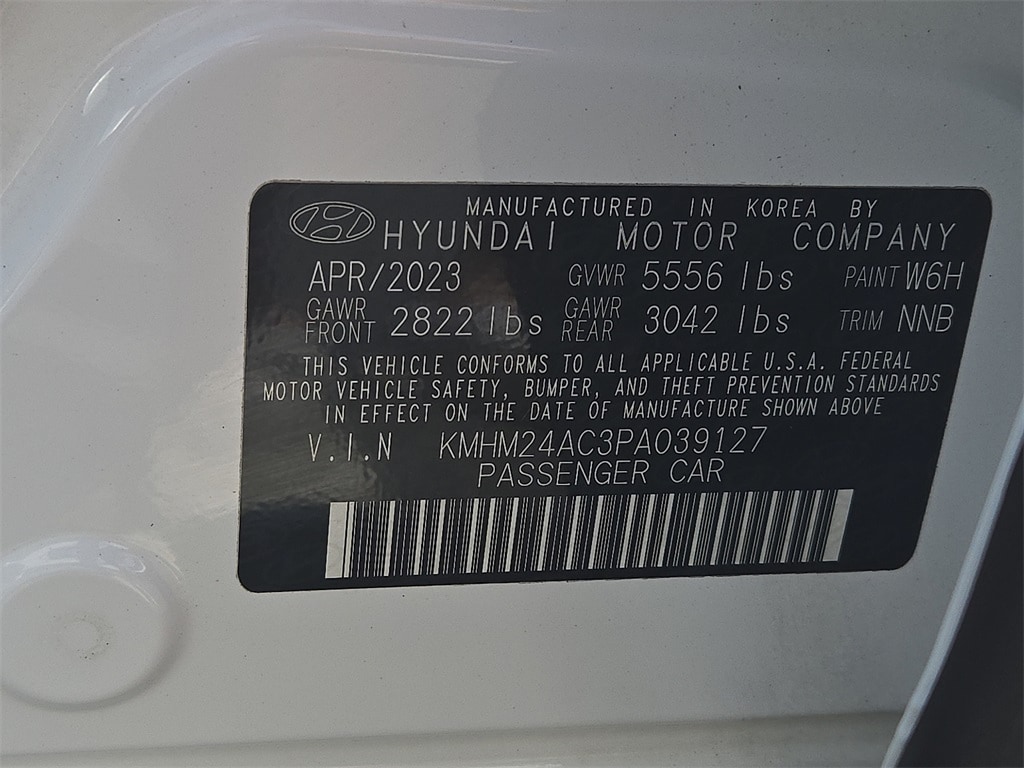 MANUFACTURED IN KOREA BY
HYUNDAI MOTOR COMPANY
APR/2023 GVWR 5556 lbs PAINT W6H
GAWR FRONT 2822 lbs GAWR REAR 3042 lbs TRIM NNB
THIS VEHICLE CONFORMS TO ALL APPLICABLE U.S.A. FEDERAL
MOTOR VEHICLE SAFETY, BUMPER, AND THEFT PREVENTION STANDARDS
IN EFFECT ON THE DATE OF MANUFACTURE SHOWN ABOVE
V.I.N KMHM24AC3PA039127
PASSENGER CAR